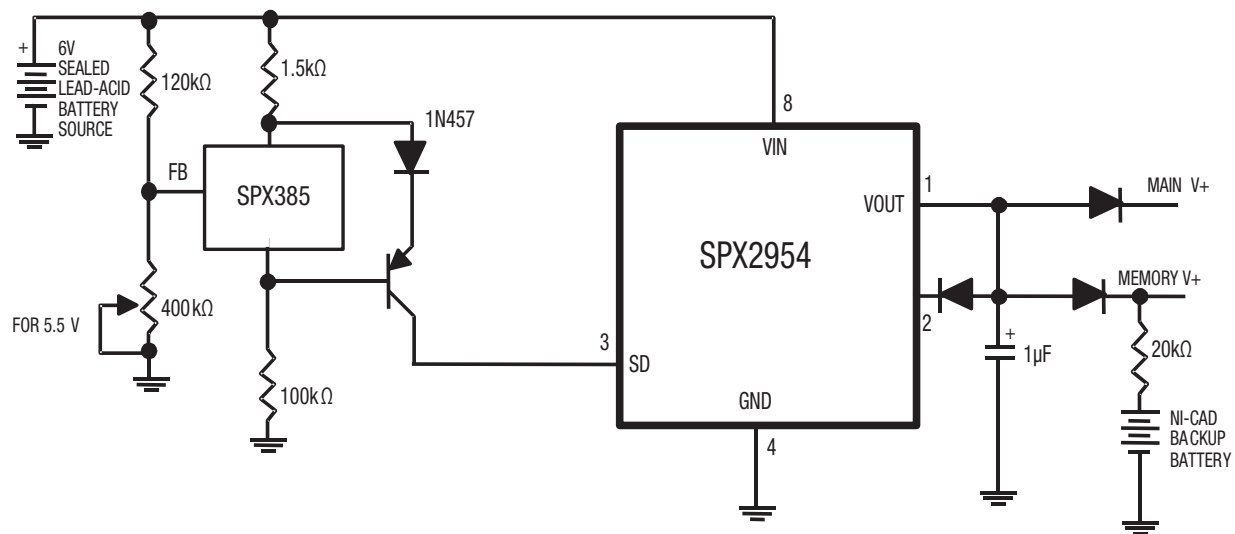 +
6V
SEALED
LEAD-ACID
BATTERY
SOURCE
120kΩ
1.5kΩ
1N457
FB
SPX385
FOR 5.5 V
400kΩ
100kΩ
8
VIN
1
VOUT
SPX2954
3
SD
2
GND
4
MAIN V+
MEMORY V+
+
1µF
20kΩ
NI-CAD
BACKUP
BATTERY